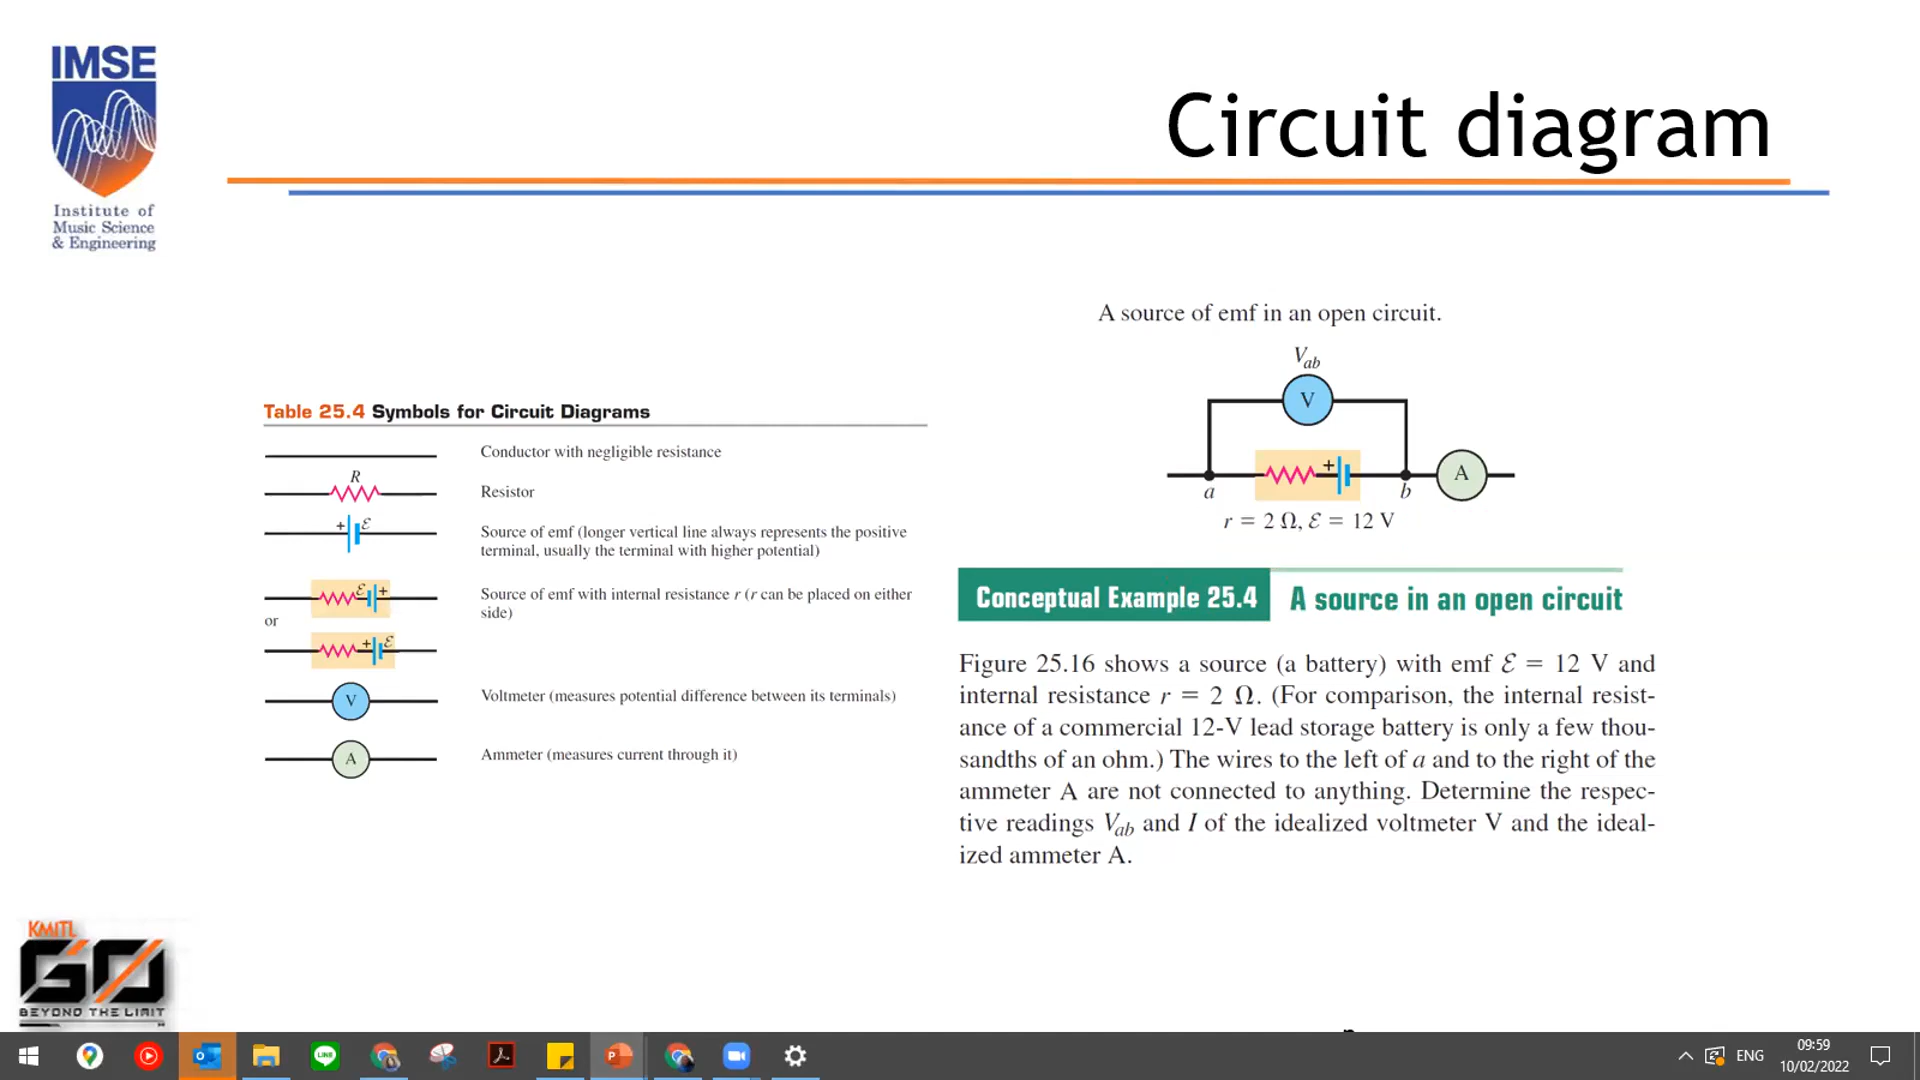 IMSE
Institute of
Music Science
& Engineering
Circuit diagram
Table 25.4 Symbols for Circuit Diagrams
Conductor with negligible resistance
R
Resistor
+ ℰ
Source of emf (longer vertical line always represents the positive
terminal, usually the terminal with higher potential)
ℰ +
Source of emf with internal resistance r (r can be placed on either
side)
or
+ ℰ
V
Voltmeter (measures potential difference between its terminals)
A
Ammeter (measures current through it)
A source of emf in an open circuit.
Vab
V
+
A
a
b
r = 2 Ω, ℰ = 12 V
Conceptual Example 25.4 A source in an open circuit
Figure 25.16 shows a source (a battery) with emf ℰ = 12 V and
internal resistance r = 2 Ω. (For comparison, the internal resist-
ance of a commercial 12-V lead storage battery is only a few thou-
sandths of an ohm.) The wires to the left of a and to the right of the
ammeter A are not connected to anything. Determine the respec-
tive readings Vab and I of the idealized voltmeter V and the ideal-
ized ammeter A.
KMITL
GO
BEYOND THE LIMIT
LINE
P
ENG
09:59
10/02/2022